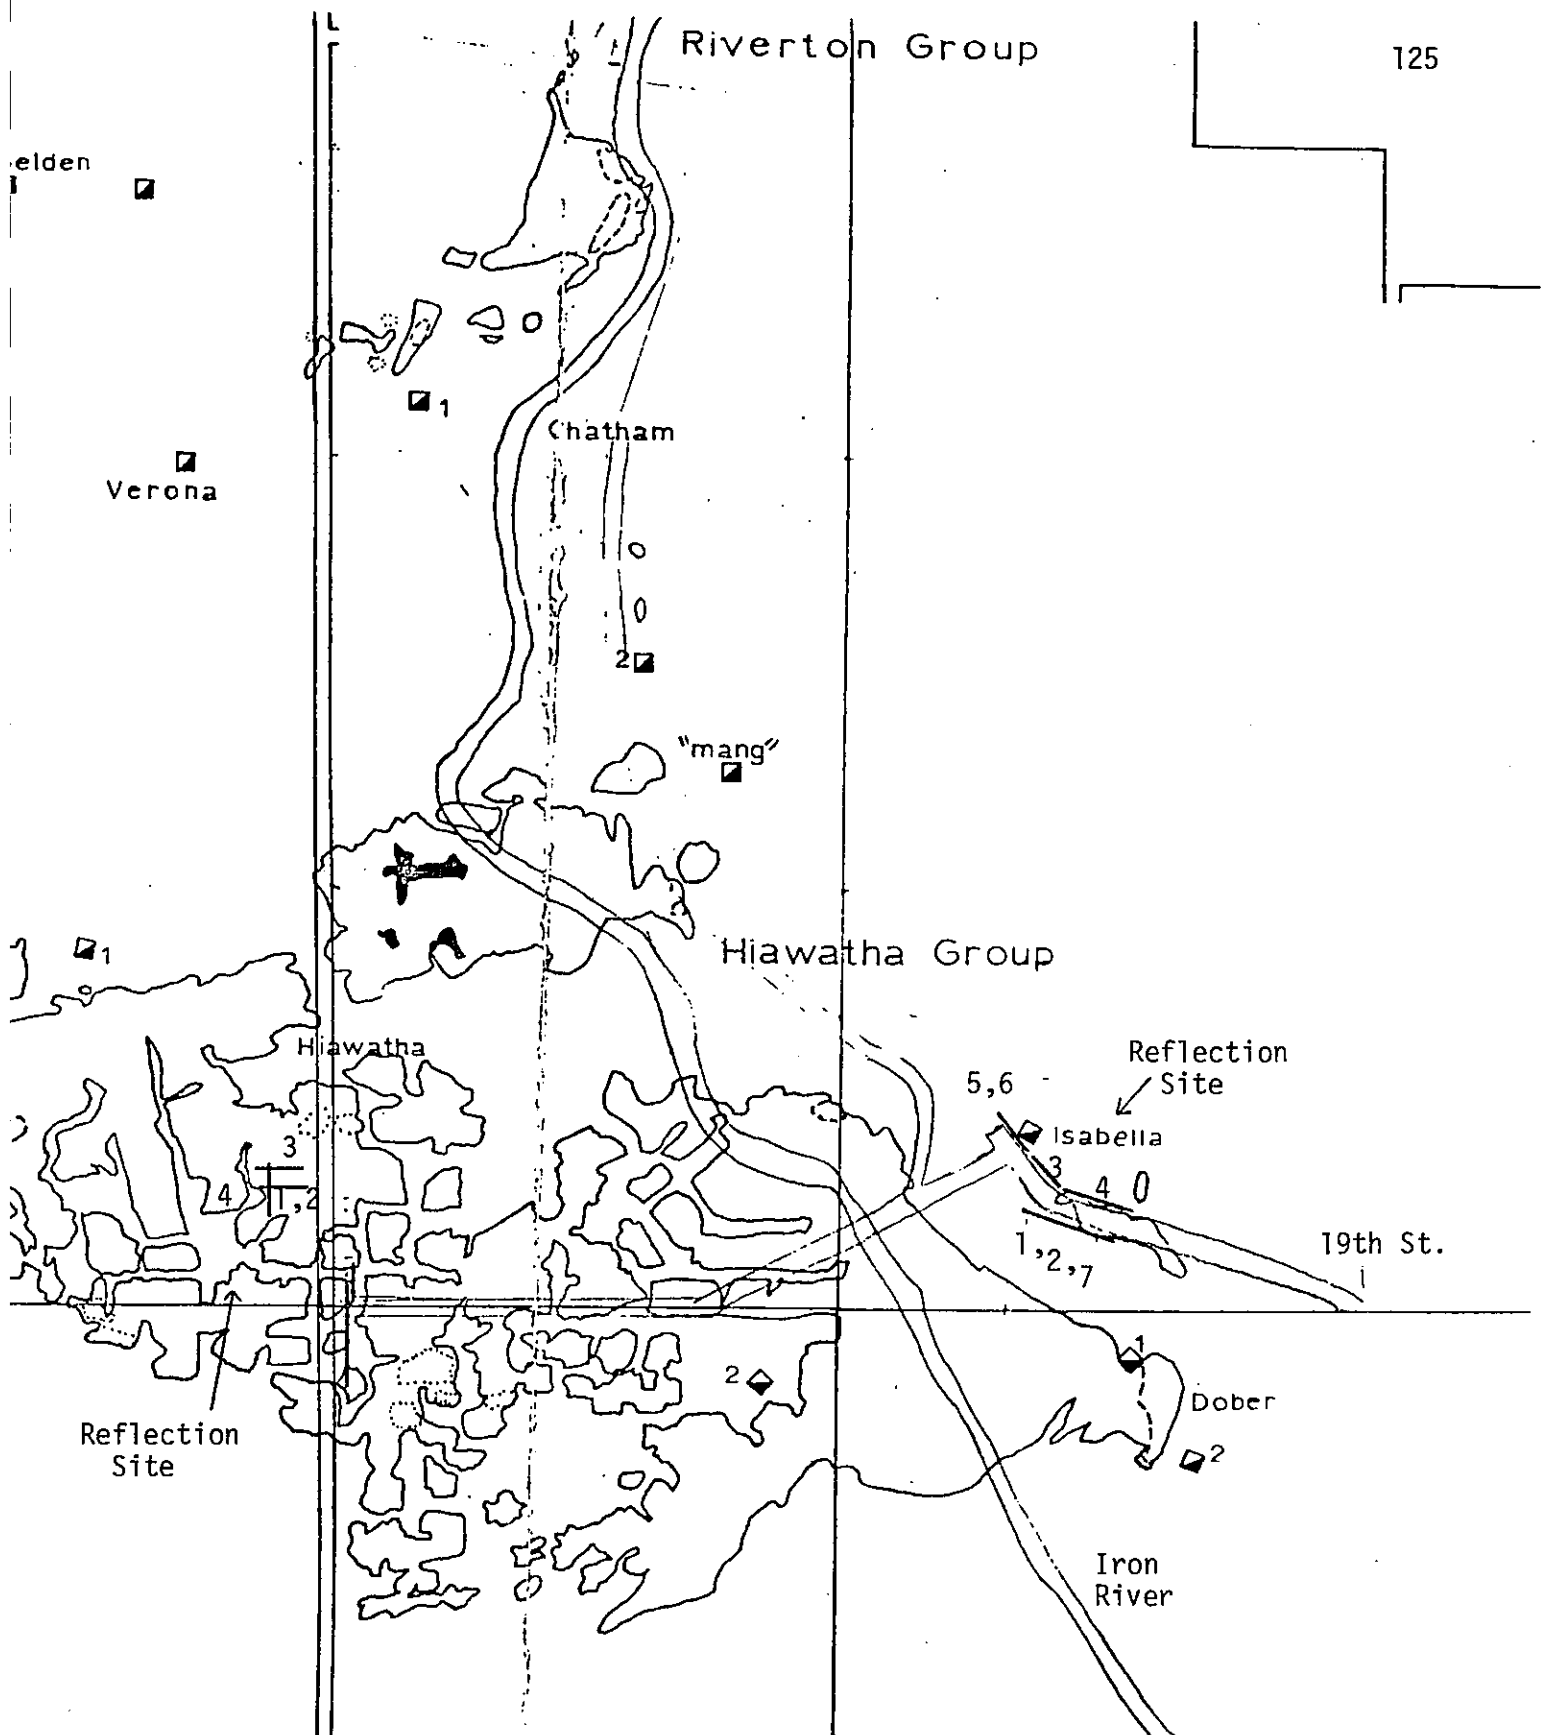 Riverton Group
125
elden
1
Chatham
Verona
2
"mang"
1
Hiawatha Group
Hiawatha
Reflection
Site
5,6
Isabella
3
3
4
4
1,2
1,2,7
19th St.
1
2
Dober
2
Reflection
Site
Iron
River